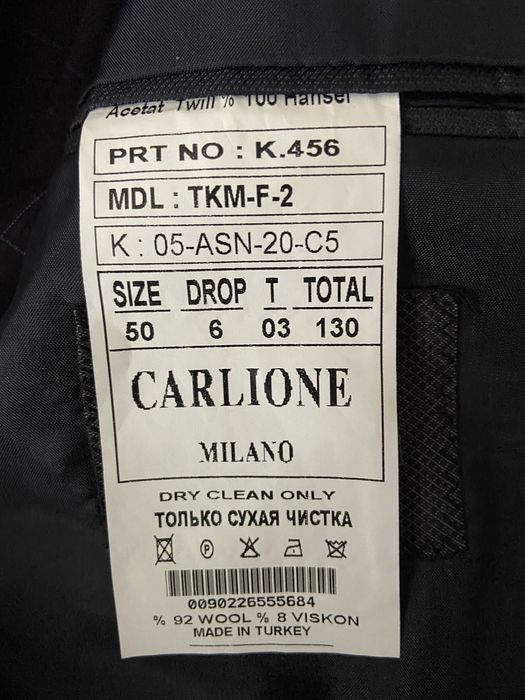 Acetat Twill % 100 Hansel
PRT NO : K.456
MDL : TKM-F-2
K : 05-ASN-20-C5
SIZE DROP T TOTAL
50 6 03 130
CARLIONE
MILANO
DRY CLEAN ONLY
ТОЛЬКО СУХАЯ ЧИСТКА
P
0090226555684
% 92 WOOL % 8 VISKON
MADE IN TURKEY